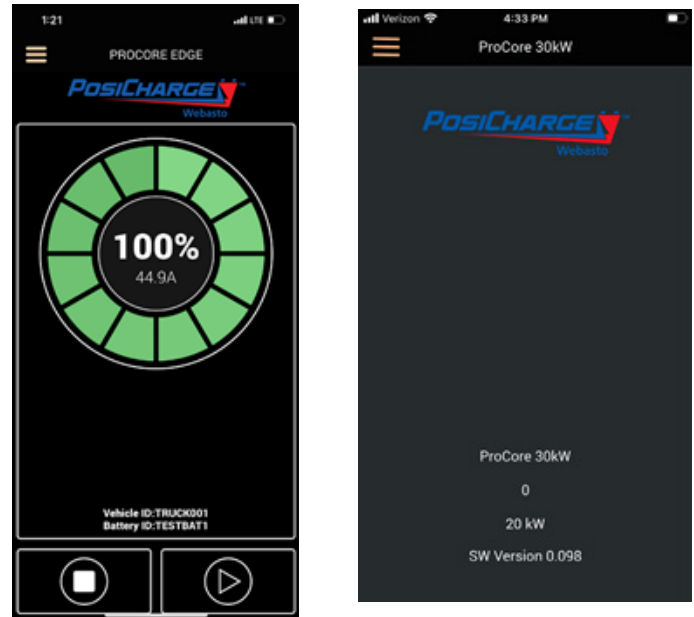 1:21
LTE
PROCORE EDGE
POSICHARGE
Webasto
100%
44.9A
Vehicle ID:TRUCK001
Battery ID:TESTBAT1
Verizon
4:33 PM
ProCore 30kW
POSICHARGE
Webasto
ProCore 30kW
0
20 kW
SW Version 0.098